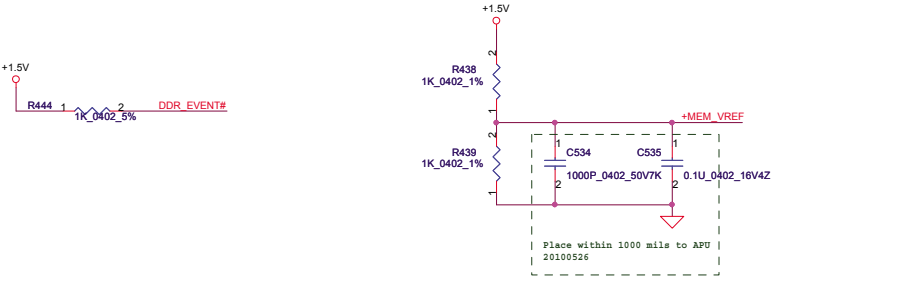 +1.5V
R444 1 2 DDR_EVENT#
1K_0402_5%
+1.5V
2
R438
1K_0402_1%
1
+MEM_VREF
2
R439
1K_0402_1%
1
1
C534
1000P_0402_50V7K
2
1
C535
0.1U_0402_16V4Z
2
Place within 1000 mils to APU
20100526